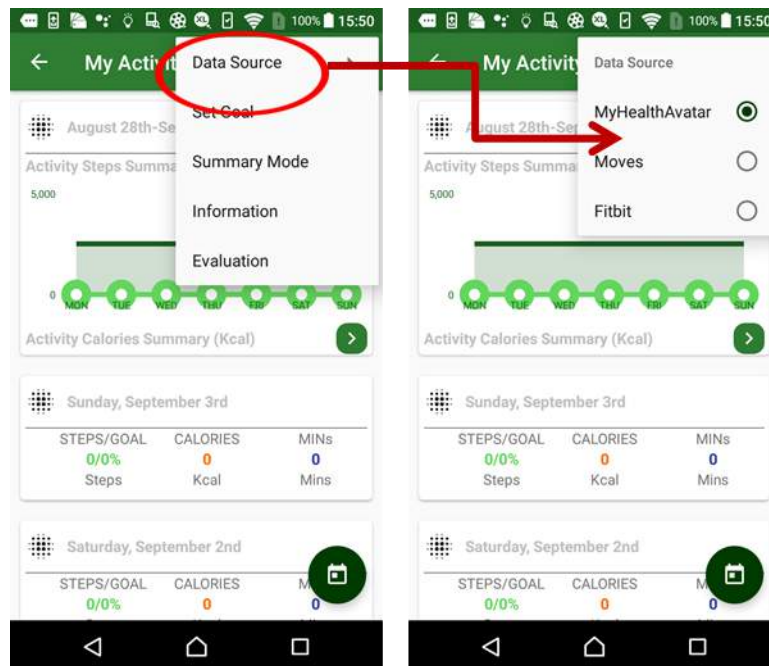 100% 15:50
My Activit
Data Source
Set Goal
Summary Mode
Information
Evaluation
August 28th-Se
Activity Steps Summa
5,000
0
MON TUE WED THU FRI SAT SUN
Activity Calories Summary (Kcal)
Sunday, September 3rd
STEPS/GOAL CALORIES MINs
0/0% 0 0
Steps Kcal Mins
Saturday, September 2nd
STEPS/GOAL CALORIES M
0/0% 0 0
100% 15:50
My Activity
Data Source
MyHealthAvatar
Moves
Fitbit
August 28th-Sep
Activity Steps Summa
5,000
0
MON TUE WED THU FRI SAT SUN
Activity Calories Summary (Kcal)
Sunday, September 3rd
STEPS/GOAL CALORIES MINs
0/0% 0 0
Steps Kcal Mins
Saturday, September 2nd
STEPS/GOAL CALORIES M
0/0% 0 0